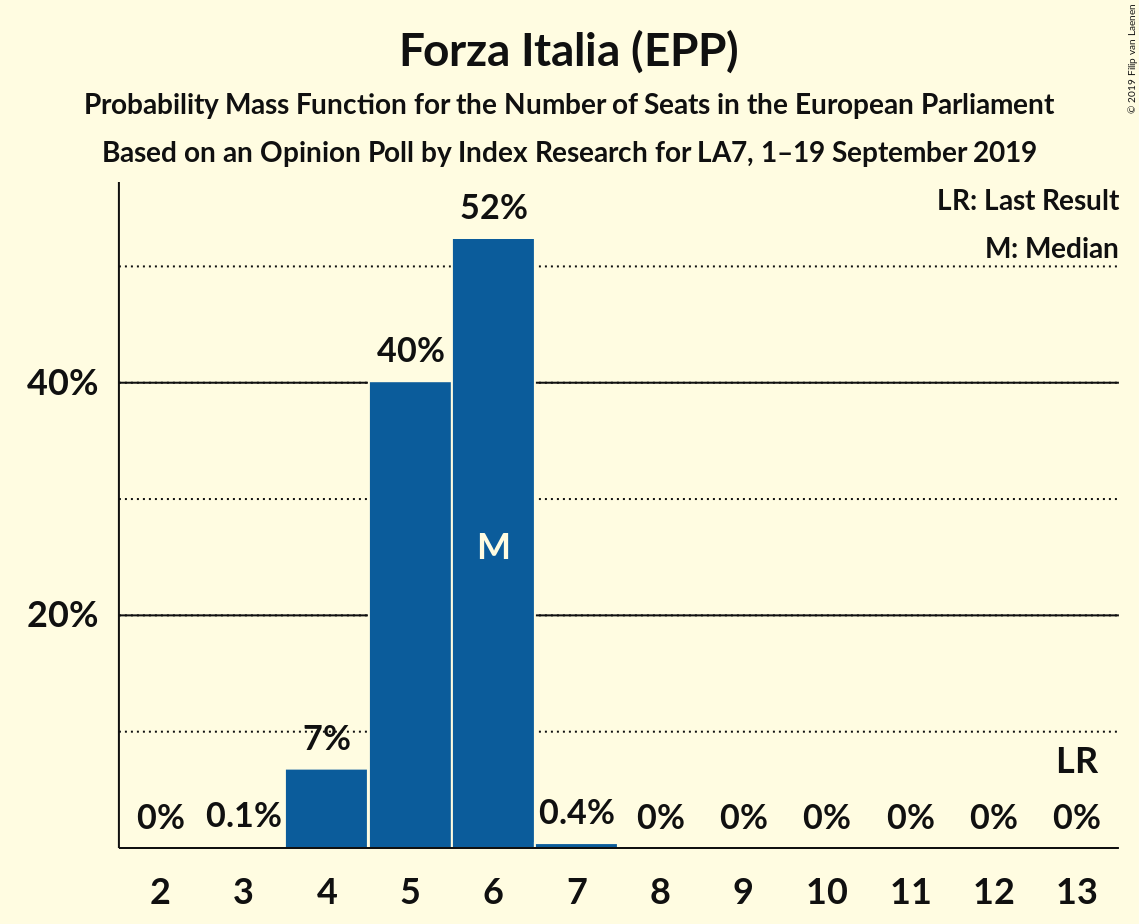 Forza Italia (EPP)
Probability Mass Function for the Number of Seats in the European Parliament
Based on an Opinion Poll by Index Research for LA7, 1–19 September 2019
© 2019 Filip van Laenen
LR: Last Result
M: Median
52%
40%
40%
M
20%
7%
LR
0% 0.1% 0.4% 0% 0% 0% 0% 0% 0%
2 3 4 5 6 7 8 9 10 11 12 13